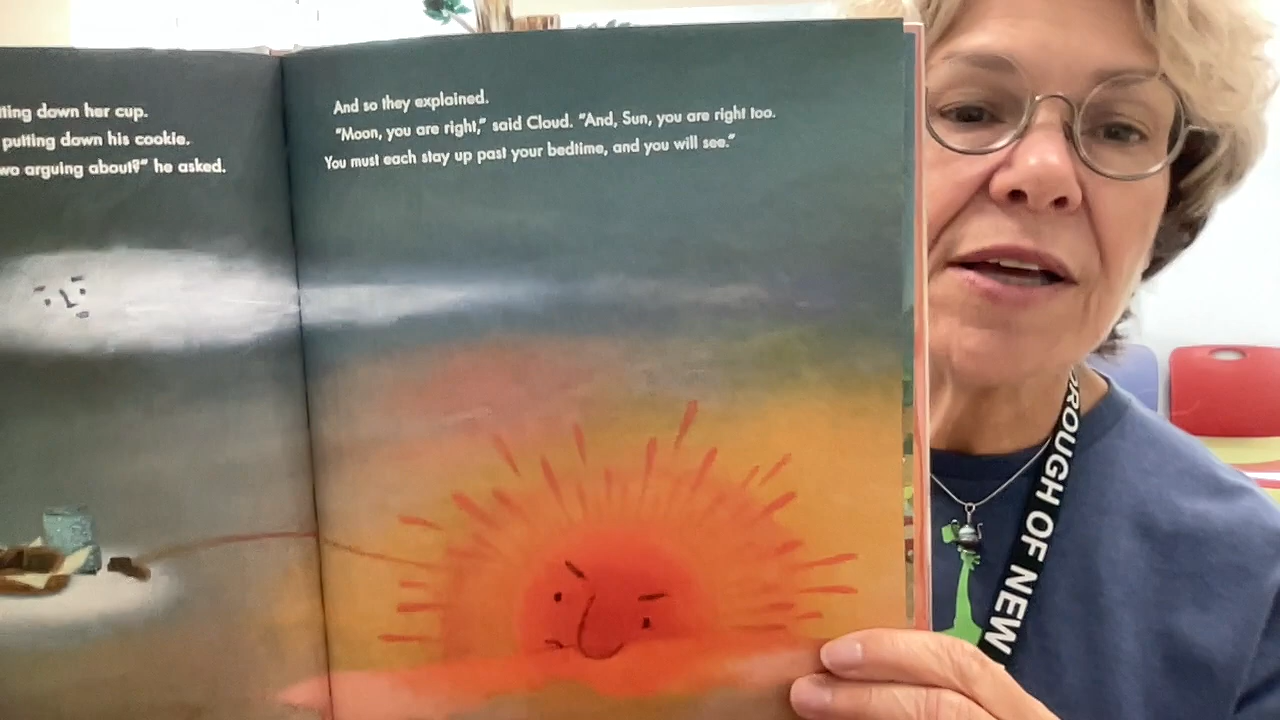 ting down her cup.
putting down his cookie.
wo arguing about?" he asked.
And so they explained.
"Moon, you are right," said Cloud. "And, Sun, you are right too.
You must each stay up past your bedtime, and you will see."
OROUGH OF NEW